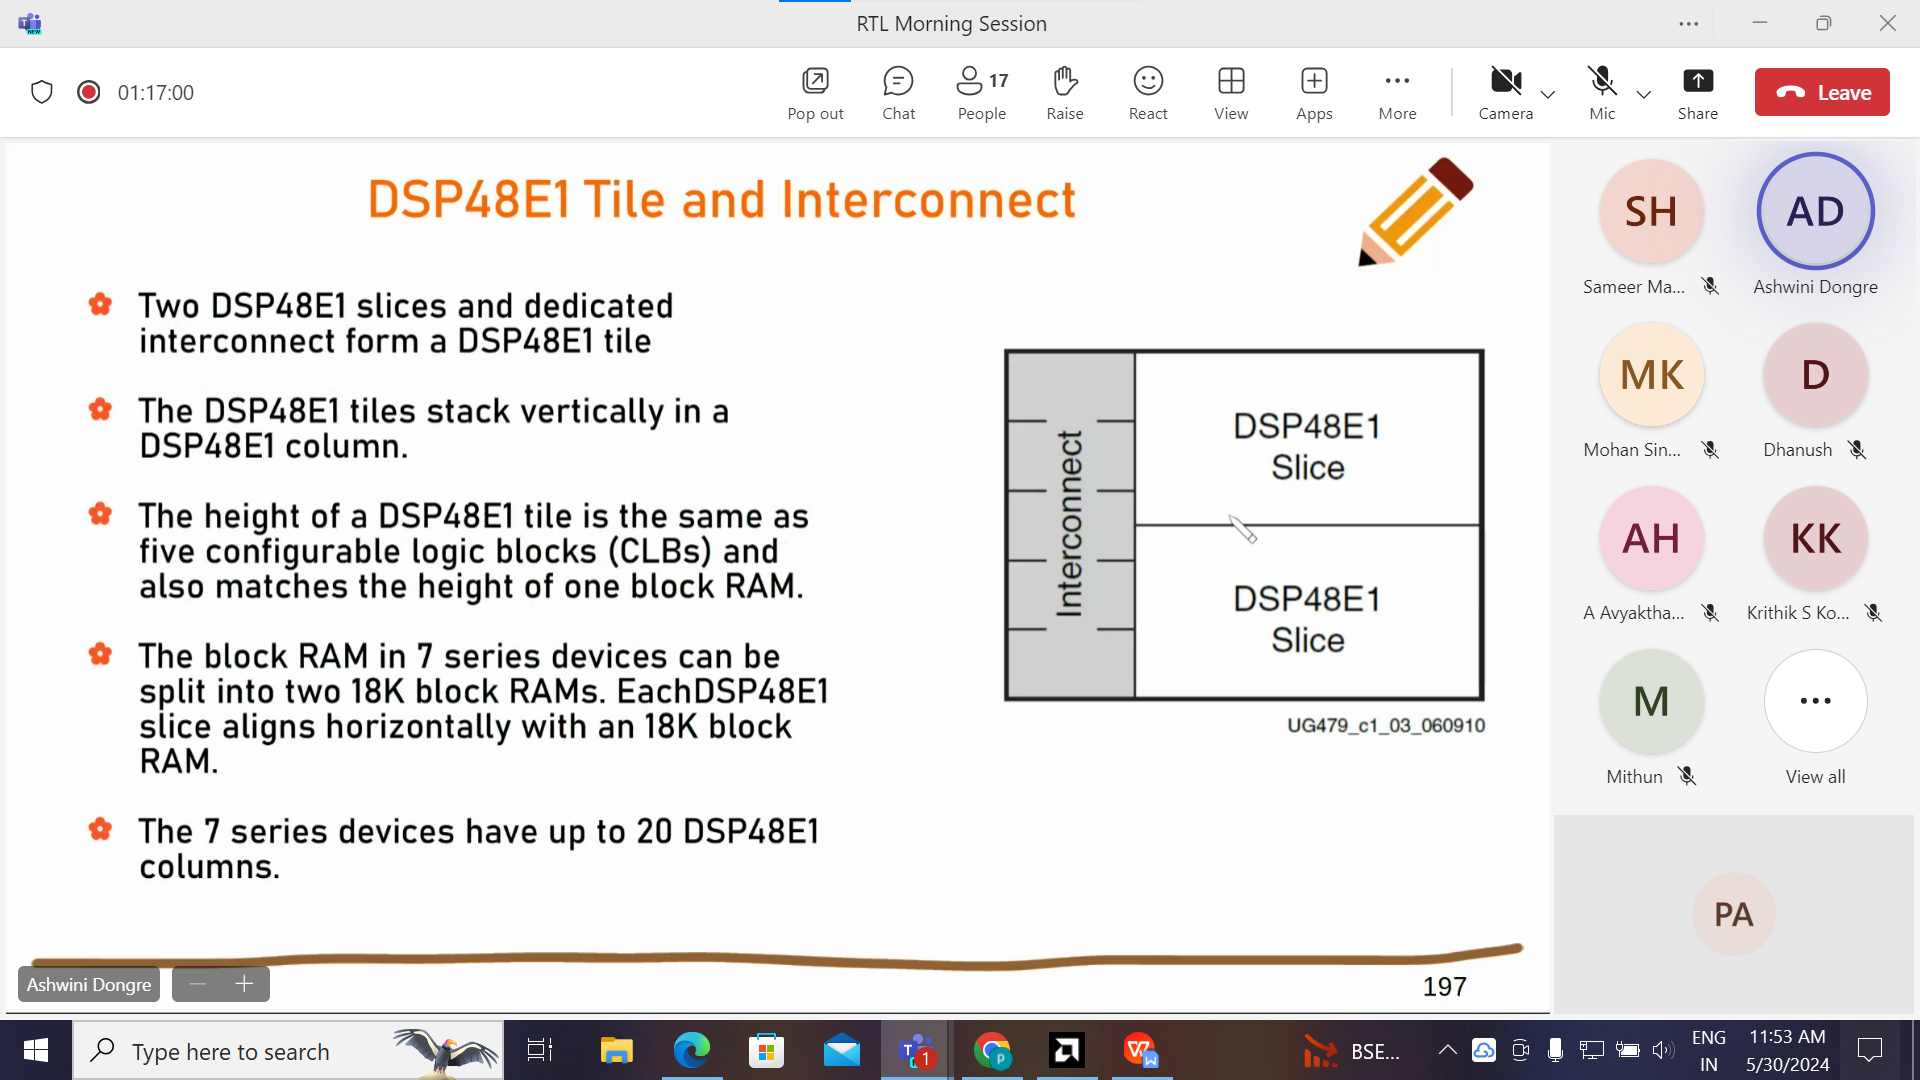 RTL Morning Session
01:17:00
Pop out
Chat
17
People
Raise
React
View
Apps
More
Camera
Mic
Share
Leave
DSP48E1 Tile and Interconnect
Two DSP48E1 slices and dedicated
interconnect form a DSP48E1 tile
The DSP48E1 tiles stack vertically in a
DSP48E1 column.
The height of a DSP48E1 tile is the same as
five configurable logic blocks (CLBs) and
also matches the height of one block RAM.
The block RAM in 7 series devices can be
split into two 18K block RAMs. EachDSP48E1
slice aligns horizontally with an 18K block
RAM.
The 7 series devices have up to 20 DSP48E1
columns.
Interconnect
DSP48E1
Slice
DSP48E1
Slice
UG479_c1_03_060910
197
Ashwini Dongre
SH
Sameer Ma...
AD
Ashwini Dongre
MK
Mohan Sin...
D
Dhanush
AH
A Avyaktha...
KK
Krithik S Ko...
M
Mithun
View all
PA
Type here to search
1
p
BSE...
ENG
IN
11:53 AM
5/30/2024